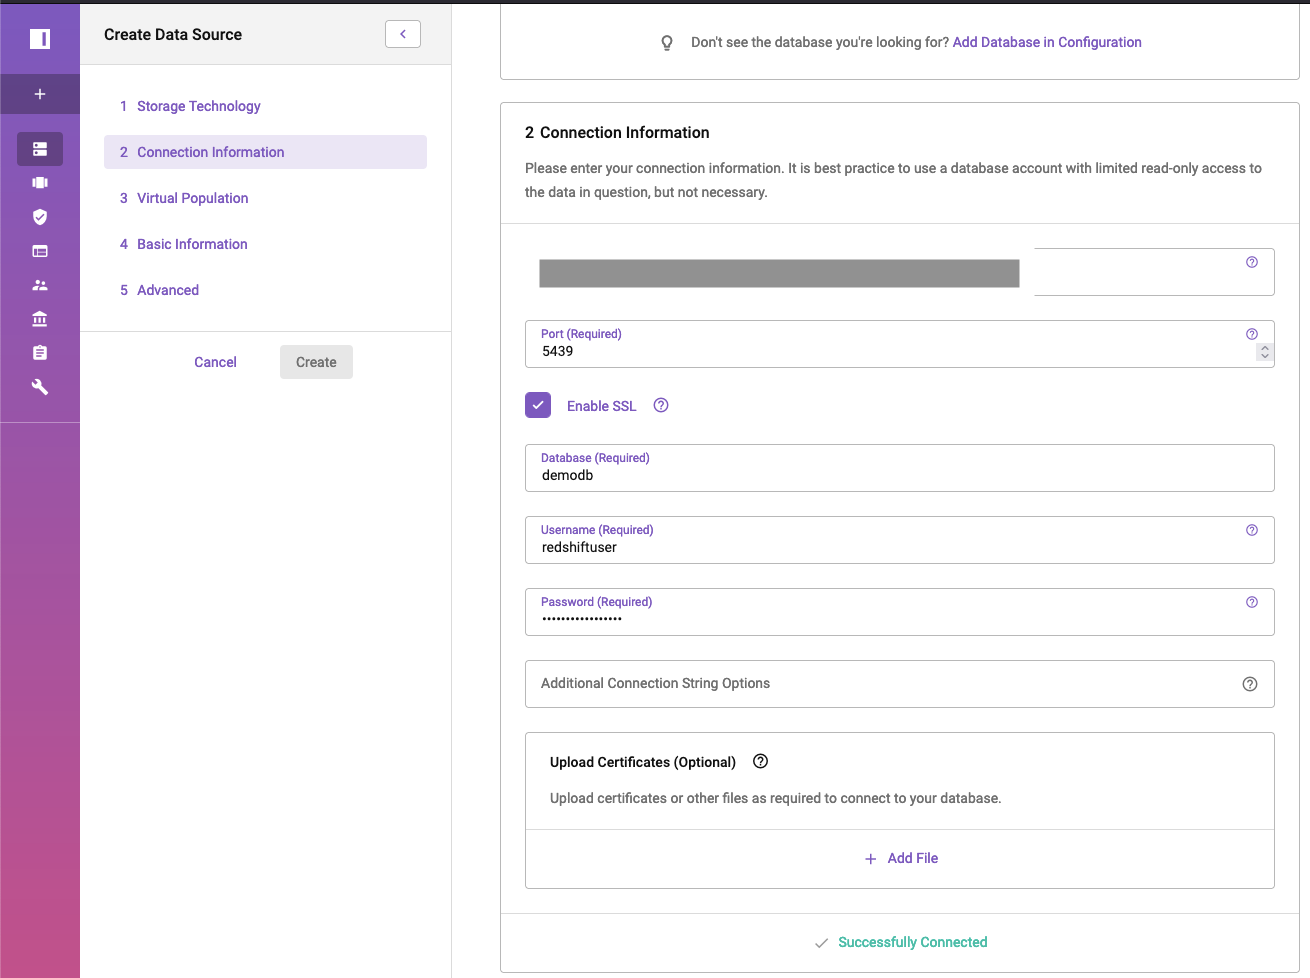 Create Data Source
1 Storage Technology
2 Connection Information
3 Virtual Population
4 Basic Information
5 Advanced
Cancel
Create
Don't see the database you're looking for? Add Database in Configuration
2 Connection Information
Please enter your connection information. It is best practice to use a database account with limited read-only access to
the data in question, but not necessary.
Port (Required)
5439
Enable SSL
Database (Required)
demodb
Username (Required)
redshiftuser
Password (Required)
•••••••••••••••••
Additional Connection String Options
Upload Certificates (Optional)
Upload certificates or other files as required to connect to your database.
+ Add File
Successfully Connected